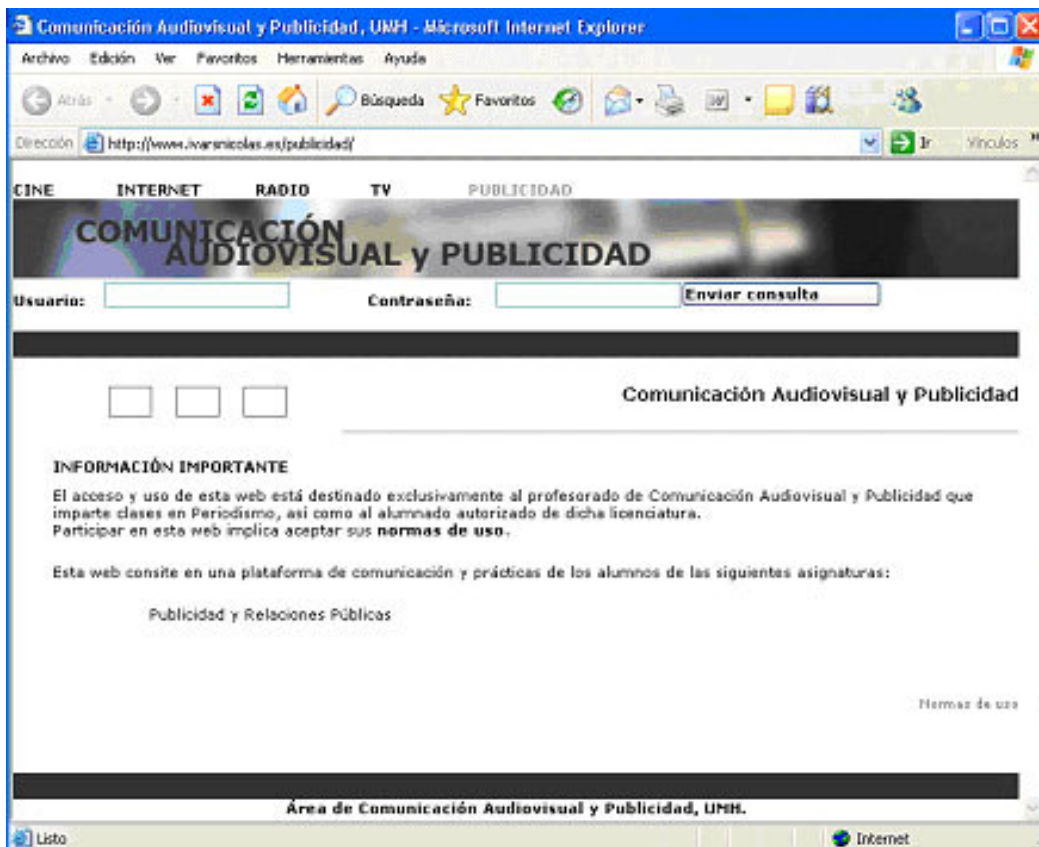 Comunicación Audiovisual y Publicidad, UMH - Microsoft Internet Explorer
Archivo Edición Ver Favoritos Herramientas Ayuda
Atrás Búsqueda Favoritos
Dirección http://www.ivarsnicolas.es/publicidad/ Ir Vínculos »
CINE INTERNET RADIO TV PUBLICIDAD
COMUNICACIÓN
AUDIOVISUAL y PUBLICIDAD
Usuario: Contraseña: Enviar consulta
Comunicación Audiovisual y Publicidad
INFORMACIÓN IMPORTANTE
El acceso y uso de esta web está destinado exclusivamente al profesorado de Comunicación Audiovisual y Publicidad que
imparte clases en Periodismo, asi como al alumnado autorizado de dicha licenciatura.
Participar en esta web implica aceptar sus normas de uso.
Esta web consite en una plataforma de comunicación y prácticas de los alumnos de las siguientes asignaturas:
Publicidad y Relaciones Públicas
Normas de uso
Área de Comunicación Audiovisual y Publicidad, UMH.
Listo Internet